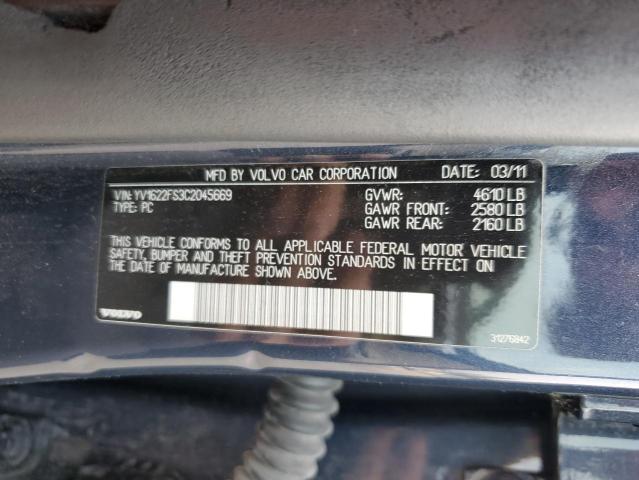 MFD BY VOLVO CAR CORPORATION DATE: 03/11
VIN: YV1622FS3C2045669 GVWR: 4610 LB
TYPE: PC GAWR FRONT: 2580 LB
GAWR REAR: 2160 LB
THIS VEHICLE CONFORMS TO ALL APPLICABLE FEDERAL MOTOR VEHICLE
SAFETY, BUMPER AND THEFT PREVENTION STANDARDS IN EFFECT ON
THE DATE OF MANUFACTURE SHOWN ABOVE.
VOLVO 31276842